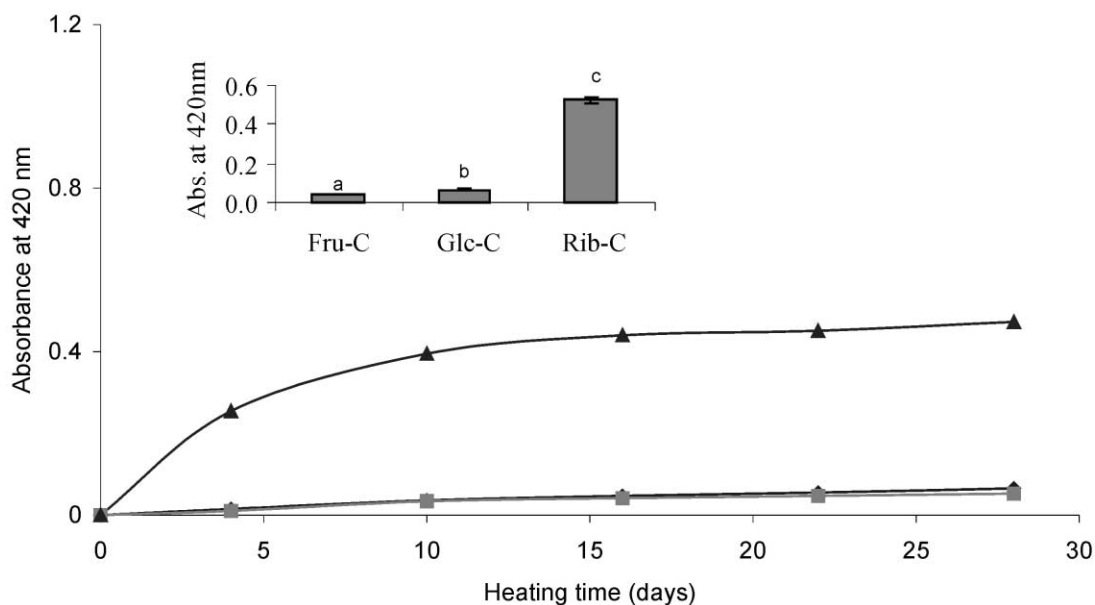 1.2
0.8
0.4
0
Absorbance at 420 nm
0.6
0.4
0.2
0.0
Abs. at 420nm
a
b
c
Fru-C Glc-C Rib-C
0 5 10 15 20 25 30
Heating time (days)